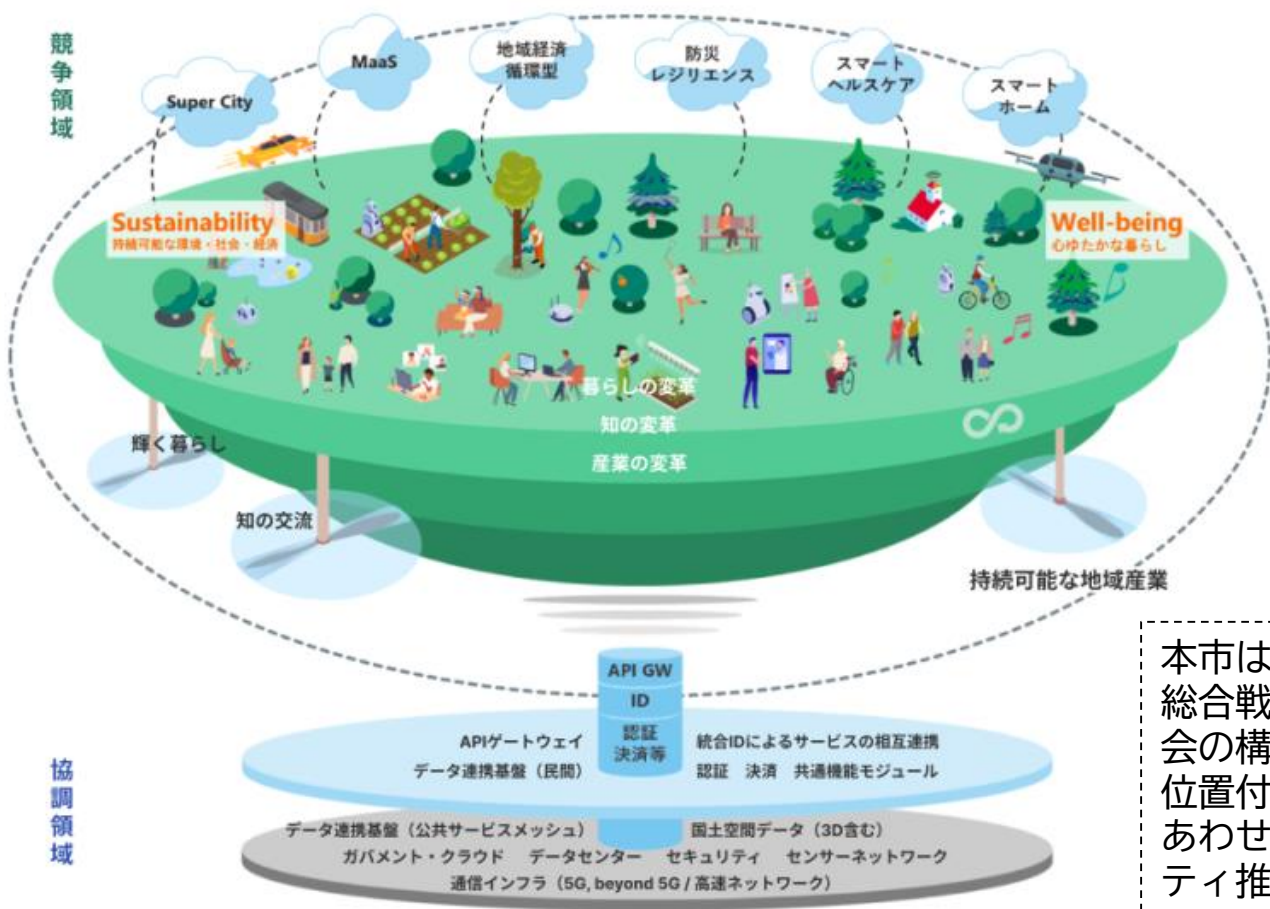 競争領域
Super City
MaaS
地域経済
循環型
防災
レジリエンス
スマート
ヘルスケア
スマート
ホーム
Sustainability
持続可能な環境・社会・経済
Well-being
心ゆたかな暮らし
暮らしの変革
知の変革
産業の変革
輝く暮らし
知の交流
持続可能な地域産業
協調領域
API GW
ID
認証
決済等
APIゲートウェイ
統合IDによるサービスの相互連携
データ連携基盤（民間）
認証 決済 共通機能モジュール
データ連携基盤（公共サービスメッシュ）
国土空間データ（3D含む）
ガバメント・クラウド データセンター セキュリティ センサーネットワーク
通信インフラ（5G, beyond 5G / 高速ネットワーク）
本市は
総合戦
会の構
位置付
あわせ
ティ推